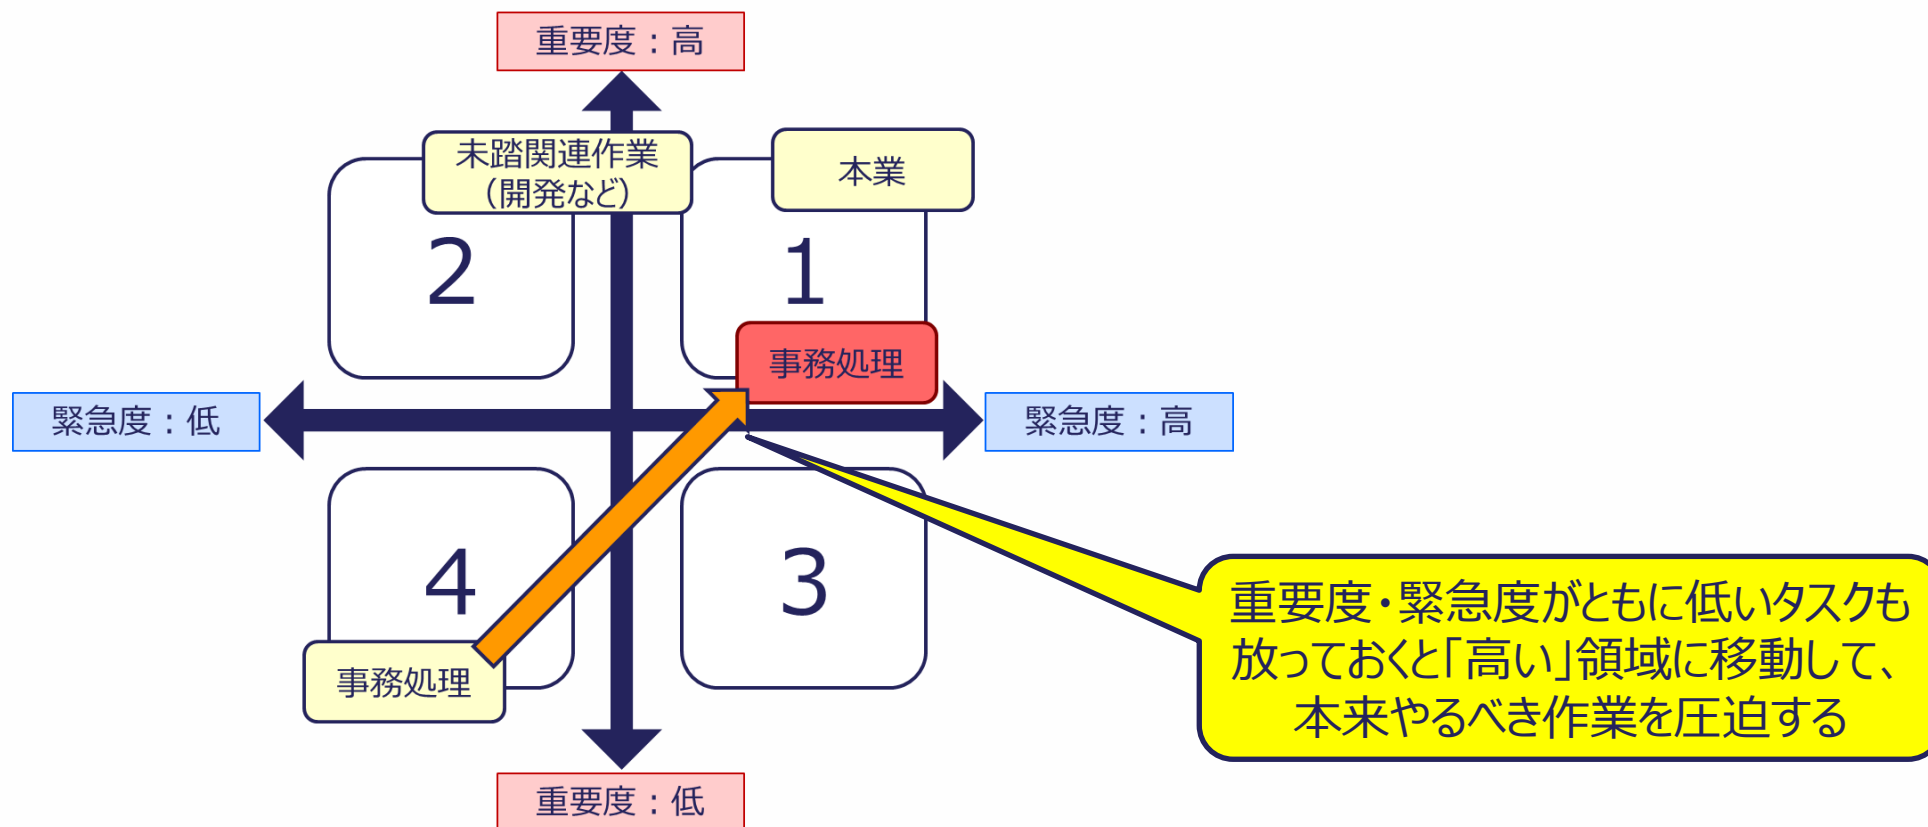 重要度：高
未踏関連作業
（開発など）
本業
2
1
事務処理
緊急度：低
緊急度：高
4
3
事務処理
重要度・緊急度がともに低いタスクも
放っておくと「高い」領域に移動して、
本来やるべき作業を圧迫する
重要度：低